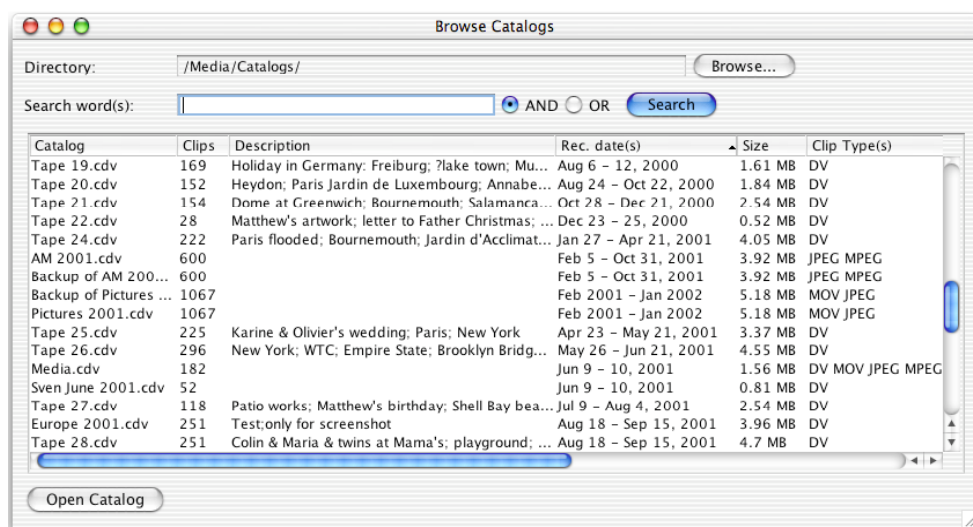 Browse Catalogs
Directory: /Media/Catalogs/ Browse...
Search word(s): AND OR Search
Catalog Clips Description Rec. date(s) Size Clip Type(s)
Tape 19.cdv 169 Holiday in Germany: Freiburg; ?lake town; Mu... Aug 6 – 12, 2000 1.61 MB DV
Tape 20.cdv 152 Heydon; Paris Jardin de Luxembourg; Annabe... Aug 24 – Oct 22, 2000 1.84 MB DV
Tape 21.cdv 154 Dome at Greenwich; Bournemouth; Salamanca... Oct 28 – Dec 21, 2000 2.54 MB DV
Tape 22.cdv 28 Matthew's artwork; letter to Father Christmas; ... Dec 23 – 25, 2000 0.52 MB DV
Tape 24.cdv 222 Paris flooded; Bournemouth; Jardin d'Acclimat... Jan 27 – Apr 21, 2001 4.05 MB DV
AM 2001.cdv 600 Feb 5 – Oct 31, 2001 3.92 MB JPEG MPEG
Backup of AM 200... 600 Feb 5 – Oct 31, 2001 3.92 MB JPEG MPEG
Backup of Pictures ... 1067 Feb 2001 – Jan 2002 5.18 MB MOV JPEG
Pictures 2001.cdv 1067 Feb 2001 – Jan 2002 5.18 MB MOV JPEG
Tape 25.cdv 225 Karine & Olivier's wedding; Paris; New York Apr 23 – May 21, 2001 3.37 MB DV
Tape 26.cdv 296 New York; WTC; Empire State; Brooklyn Bridg... May 26 – Jun 21, 2001 4.55 MB DV
Media.cdv 182 Jun 9 – 10, 2001 1.56 MB DV MOV JPEG MPEG
Sven June 2001.cdv 52 Jun 9 – 10, 2001 0.81 MB DV
Tape 27.cdv 118 Patio works; Matthew's birthday; Shell Bay bea... Jul 9 – Aug 4, 2001 2.54 MB DV
Europe 2001.cdv 251 Test;only for screenshot Aug 18 – Sep 15, 2001 3.96 MB DV
Tape 28.cdv 251 Colin & Maria & twins at Mama's; playground; ... Aug 18 – Sep 15, 2001 4.7 MB DV
Open Catalog